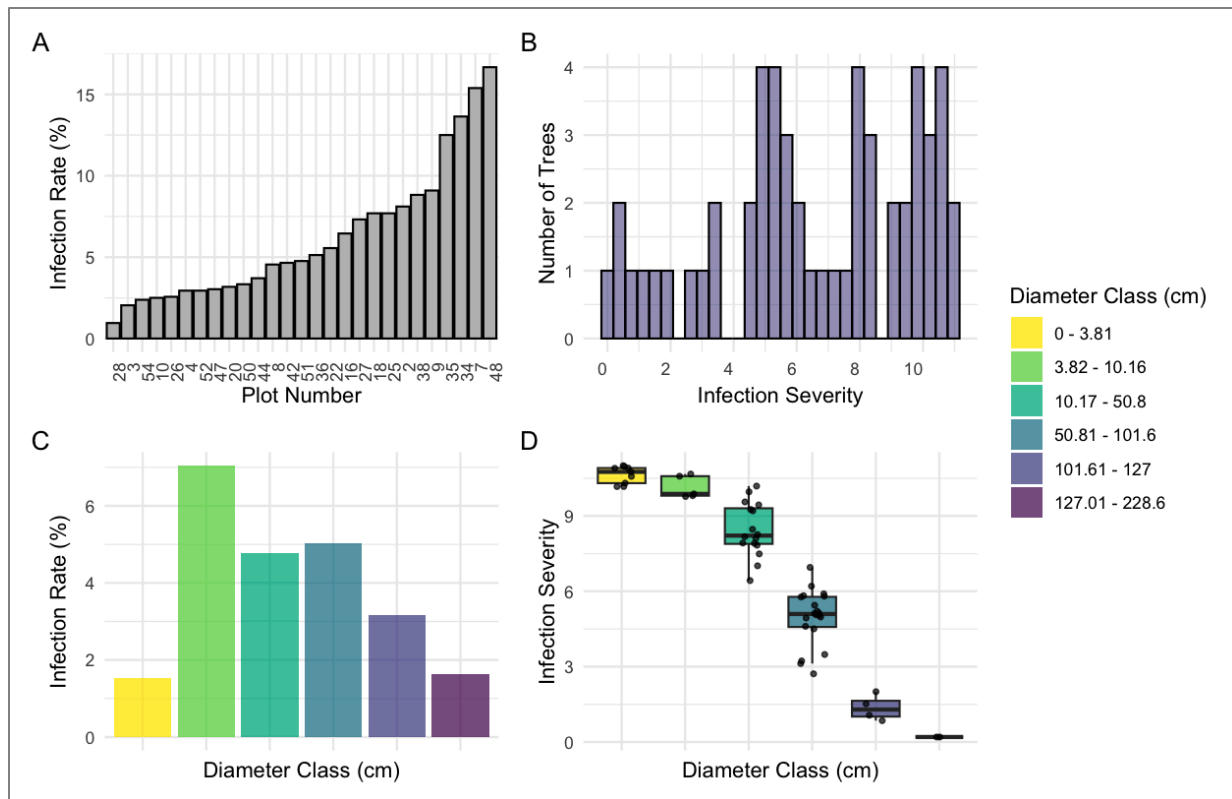 A
Infection Rate (%)
15
10
5
0
28 3 54 10 26 4 52 47 20 50 44 8 42 51 36 22 16 27 18 25 2 38 9 35 34 7 48
Plot Number
B
Number of Trees
4
3
2
1
0
0 2 4 6 8 10
Infection Severity
Diameter Class (cm)
0 - 3.81
3.82 - 10.16
10.17 - 50.8
50.81 - 101.6
101.61 - 127
127.01 - 228.6
C
Infection Rate (%)
6
4
2
0
Diameter Class (cm)
D
Infection Severity
9
6
3
0
Diameter Class (cm)